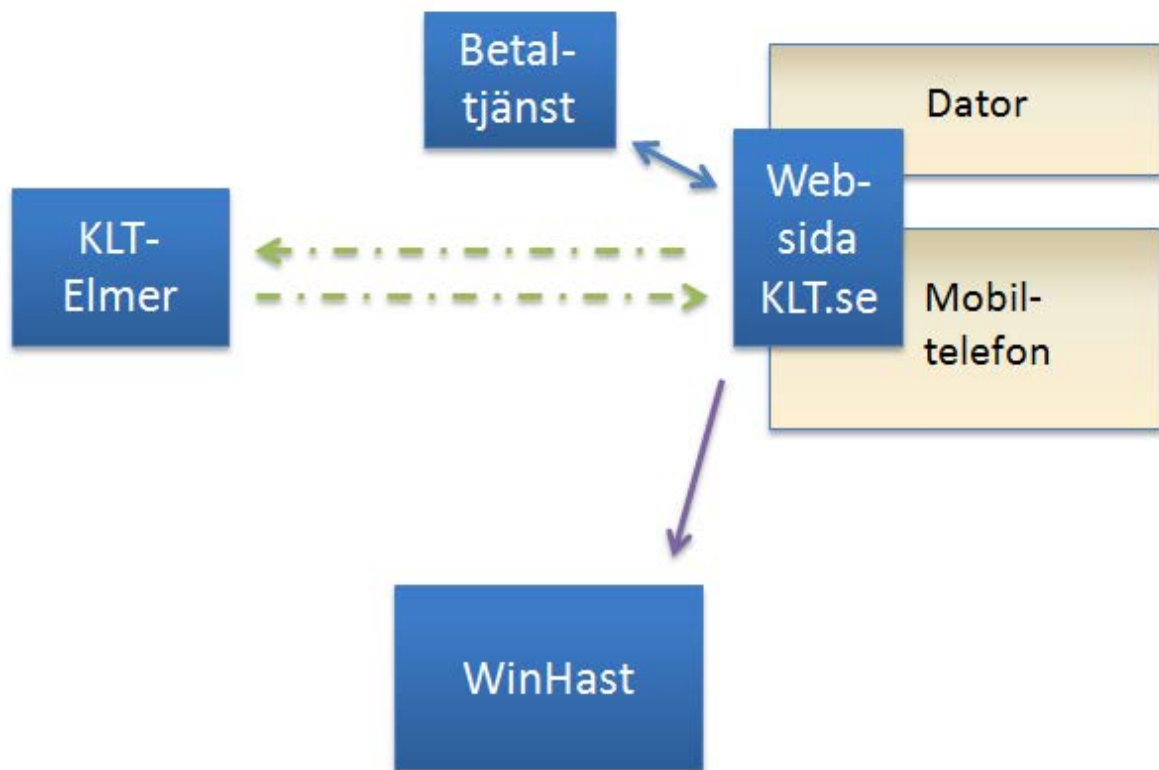 Betal-
tjänst
Dator
Web-
sida
KLT.se
KLT-
Elmer
Mobil-
telefon
WinHast